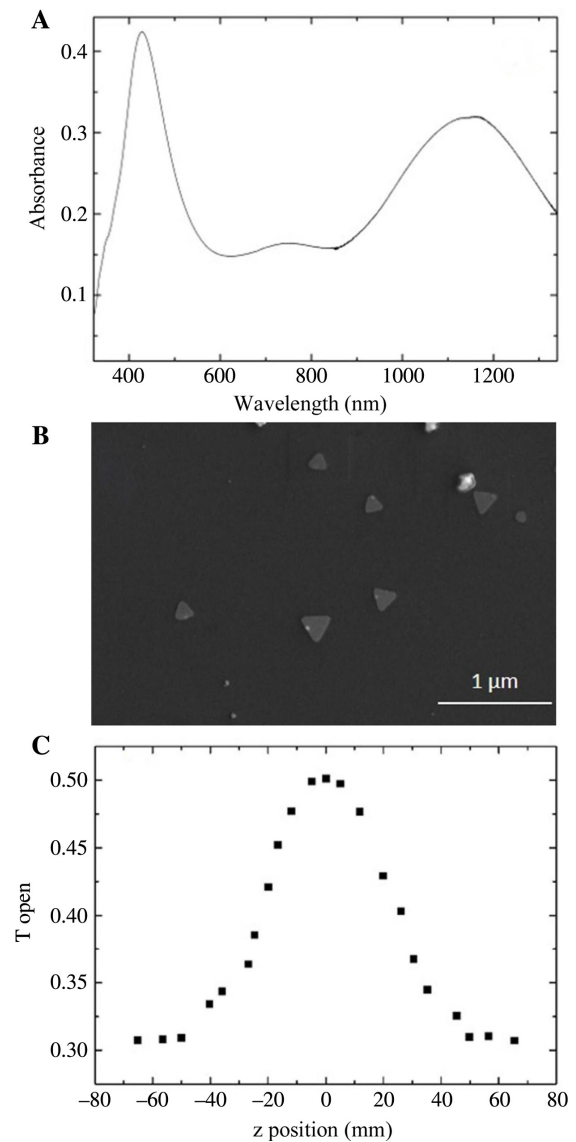 A
0.4
0.3
0.2
0.1
Absorbance
400 600 800 1000 1200
Wavelength (nm)
B
1 μm
C
0.50
0.45
0.40
0.35
0.30
T open
−80 −60 −40 −20 0 20 40 60 80
z position (mm)